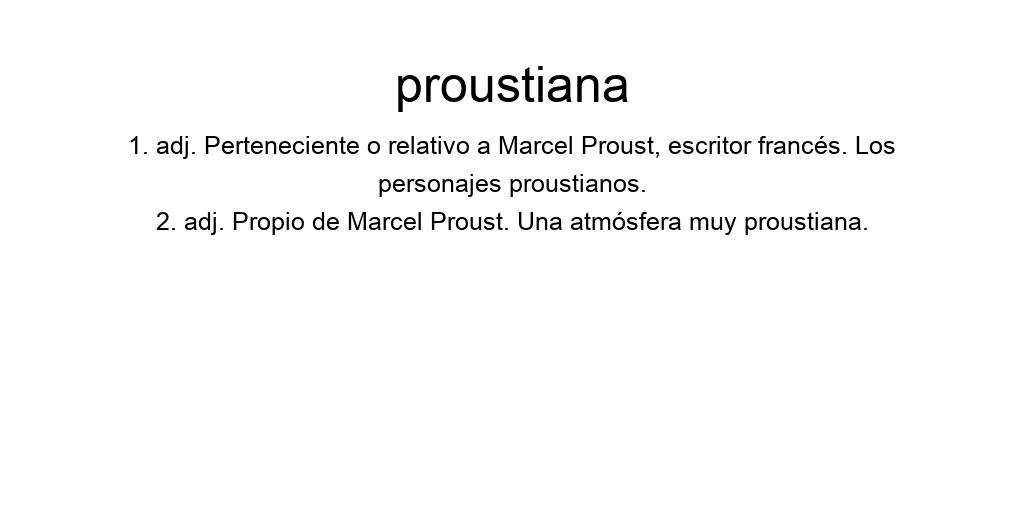 proustiana
1. adj. Perteneciente o relativo a Marcel Proust, escritor francés. Los
personajes proustianos.
2. adj. Propio de Marcel Proust. Una atmósfera muy proustiana.